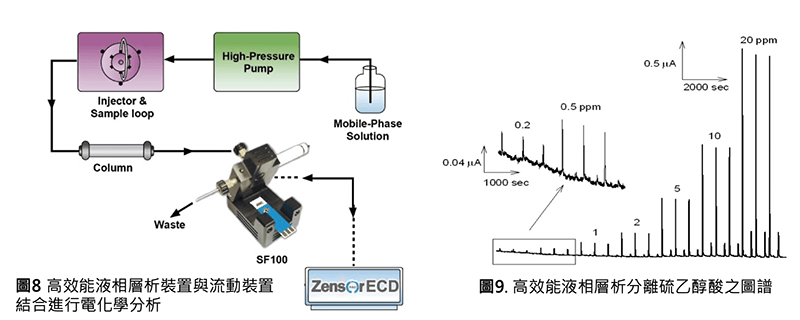 High-Pressure
Pump
Injector &
Sample loop
Mobile-Phase
Solution
Column
Waste
SF100
ZensorECD
圖8 高效能液相層析裝置與流動裝置
結合進行電化學分析
20 ppm
0.5 μA
2000 sec
10
0.5 ppm
0.2
0.04 μA
1000 sec
5
2
1
圖9. 高效能液相層析分離硫乙醇酸之圖譜